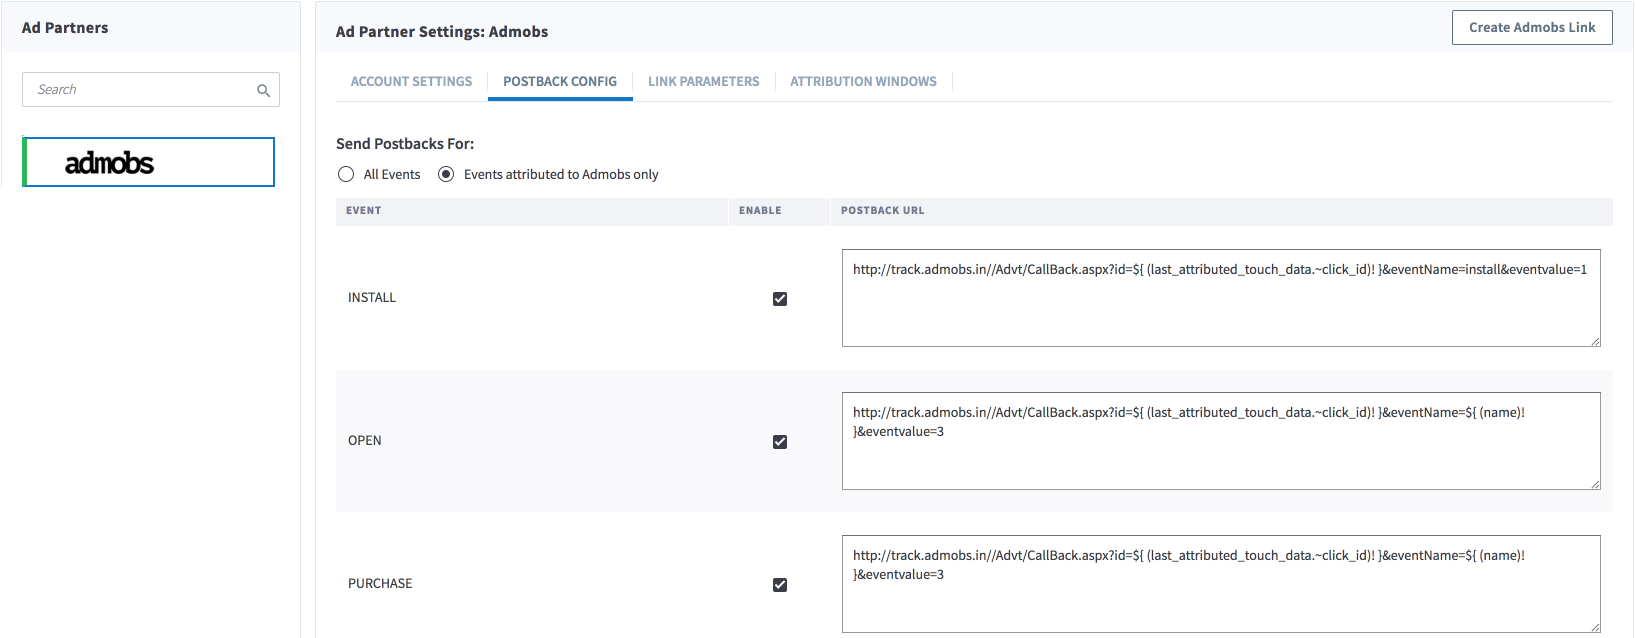 Ad Partners
Search
admobs
Ad Partner Settings: Admobs
Create Admobs Link
ACCOUNT SETTINGS
POSTBACK CONFIG
LINK PARAMETERS
ATTRIBUTION WINDOWS
Send Postbacks For:
All Events
Events attributed to Admobs only
EVENT
ENABLE
POSTBACK URL
INSTALL
http://track.admobs.in//Advt/CallBack.aspx?id=${ (last_attributed_touch_data.~click_id)! }&eventName=install&eventvalue=1
OPEN
http://track.admobs.in//Advt/CallBack.aspx?id=${ (last_attributed_touch_data.~click_id)! }&eventName=${ (name)!
}&eventvalue=3
PURCHASE
http://track.admobs.in//Advt/CallBack.aspx?id=${ (last_attributed_touch_data.~click_id)! }&eventName=${ (name)!
}&eventvalue=3